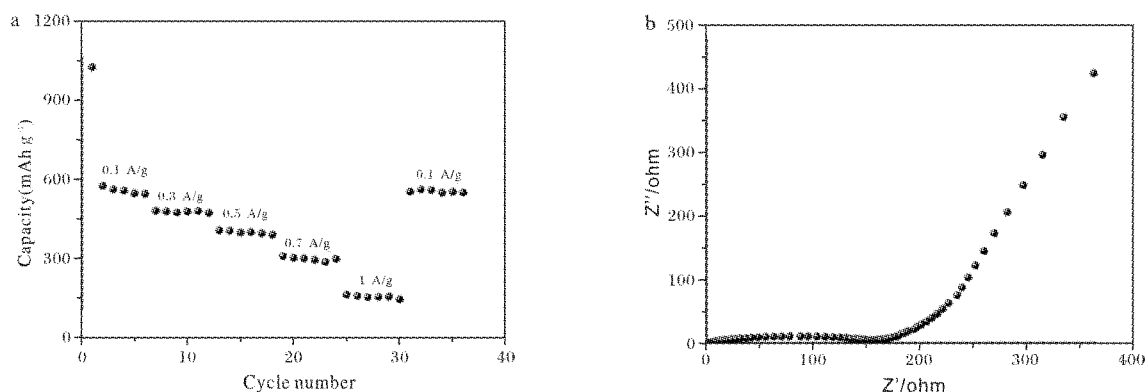 a
1200
900
600
300
0
Capacity(mAh g⁻¹)
0.1 A/g
0.3 A/g
0.5 A/g
0.7 A/g
1 A/g
0.1 A/g
0
10
20
30
40
Cycle number
b
500
400
300
200
100
0
Z''/ohm
0
100
200
300
400
Z'/ohm